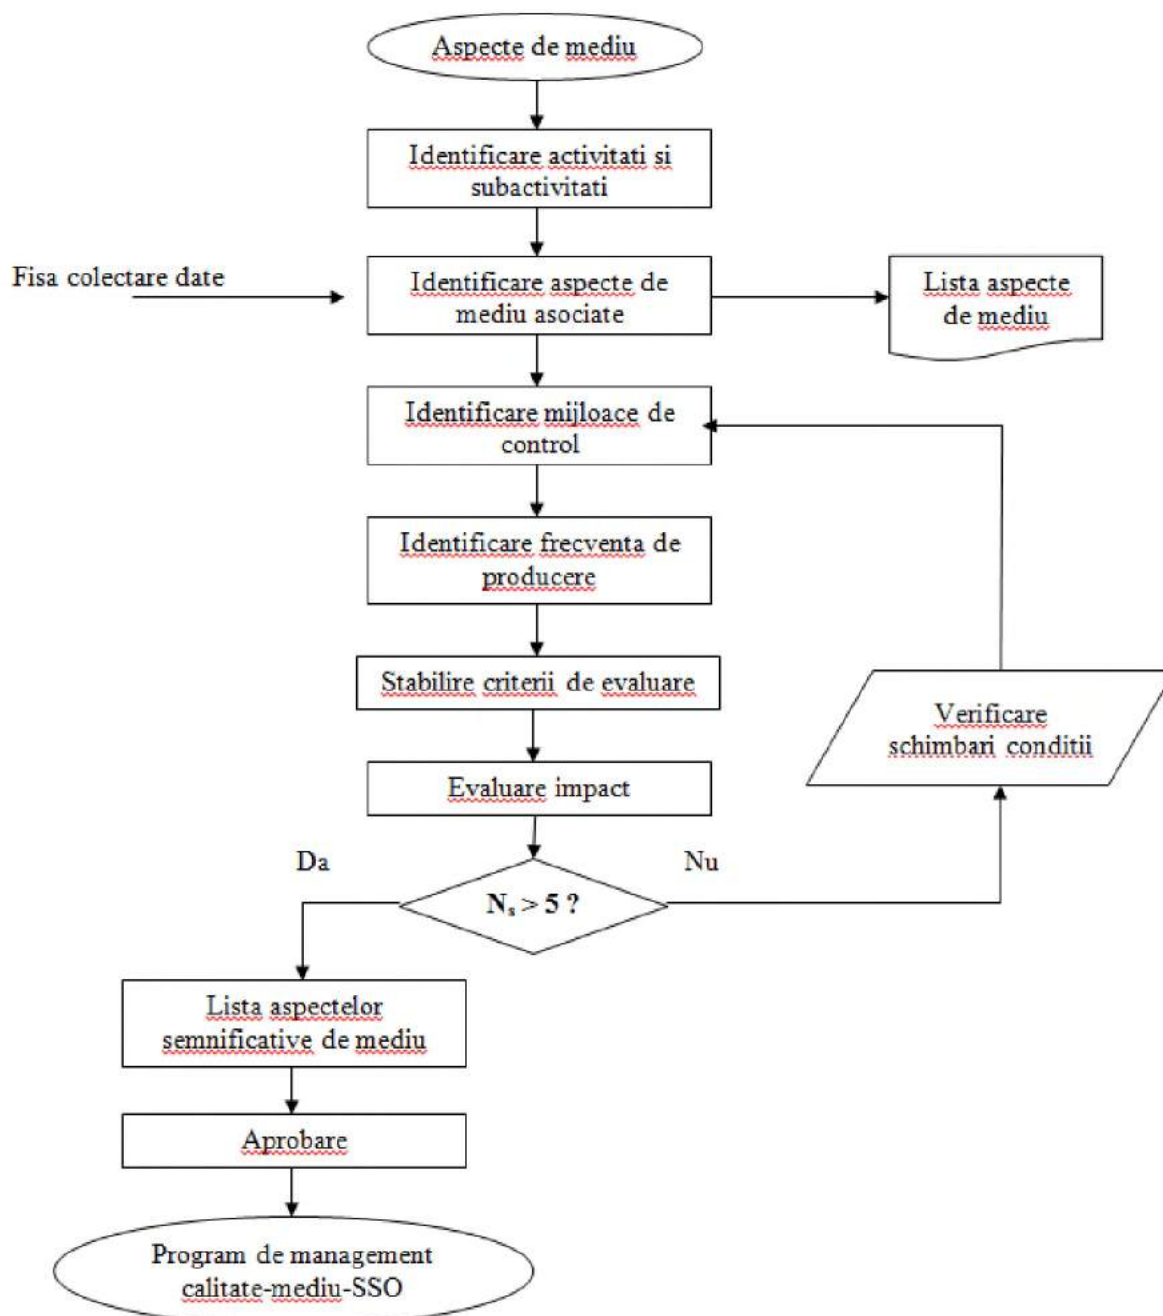 Aspecte de mediu
Identificare activitati si
subactivitati
Fisa colectare date
Identificare aspecte de
mediu asociate
Lista aspecte
de mediu
Identificare mijloace de
control
Identificare frecventa de
producere
Stabilire criterii de evaluare
Verificare
schimbari conditii
Evaluare impact
Da
Nu
Ns > 5 ?
Lista aspectelor
semnificative de mediu
Aprobare
Program de management
calitate-mediu-SSO